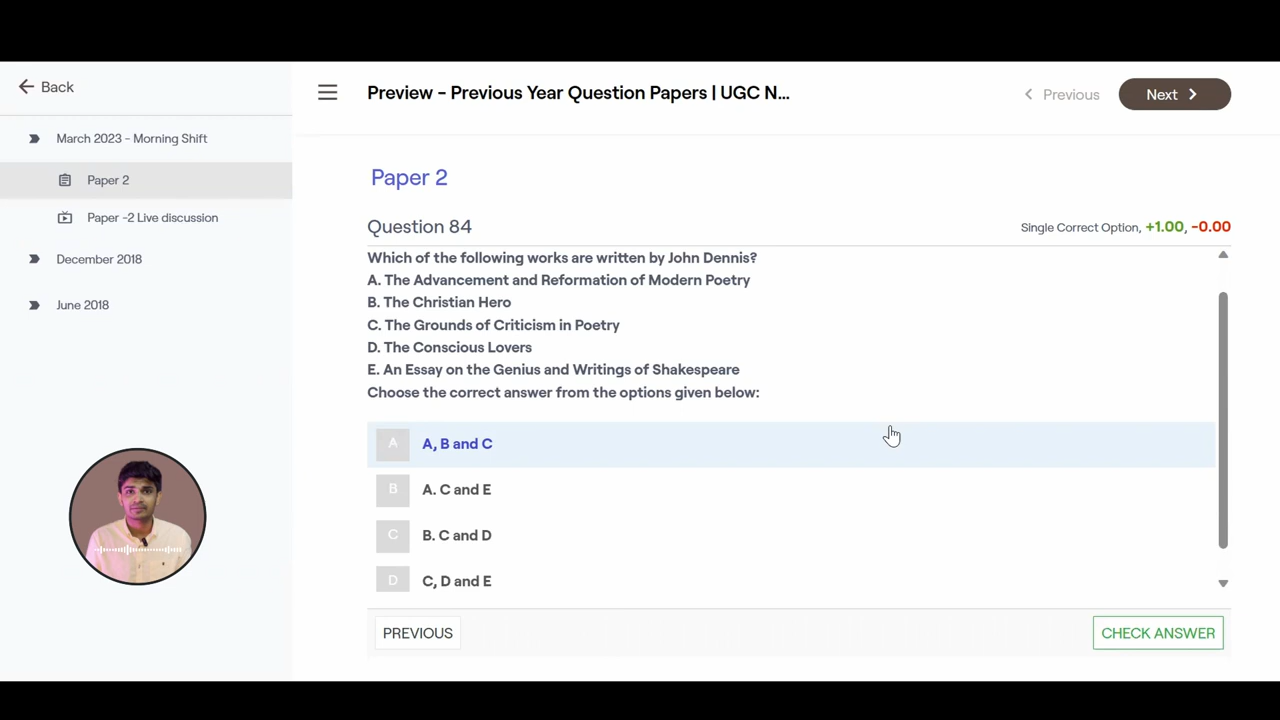 Back
Preview - Previous Year Question Papers | UGC N...
Previous
Next
March 2023 - Morning Shift
Paper 2
Paper -2 Live discussion
December 2018
June 2018
Paper 2
Question 84
Single Correct Option, +1.00, -0.00
Which of the following works are written by John Dennis?
A. The Advancement and Reformation of Modern Poetry
B. The Christian Hero
C. The Grounds of Criticism in Poetry
D. The Conscious Lovers
E. An Essay on the Genius and Writings of Shakespeare
Choose the correct answer from the options given below:
A A, B and C
B A. C and E
C B. C and D
D C, D and E
PREVIOUS
CHECK ANSWER